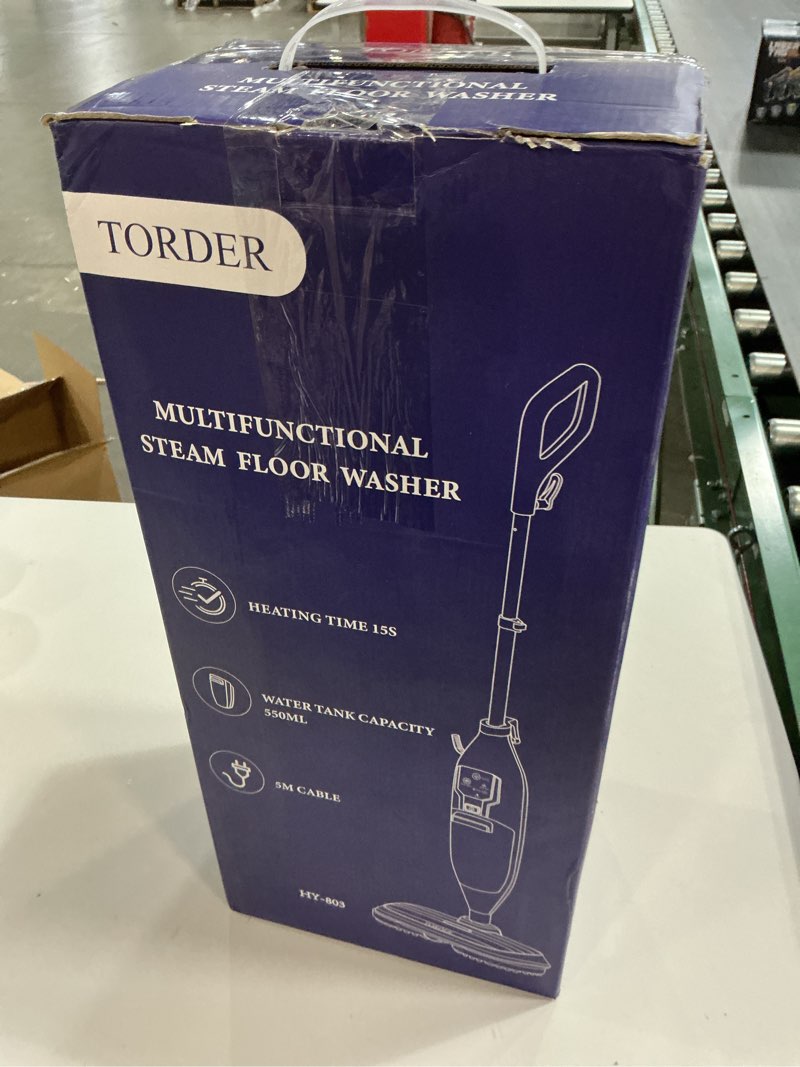 MULTIFUNCTIONAL
STEAM FLOOR WASHER
TORDER
MULTIFUNCTIONAL
STEAM FLOOR WASHER
HEATING TIME 15S
WATER TANK CAPACITY
550ML
5M CABLE
HY-803